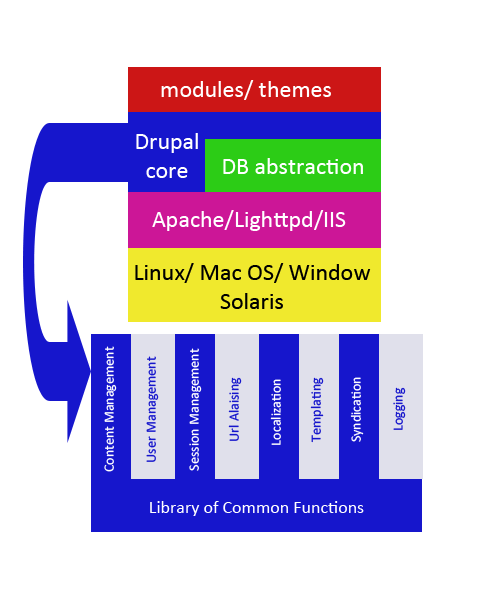 modules/ themes
Drupal
core
DB abstraction
Apache/Lighttpd/IIS
Linux/ Mac OS/ Window
Solaris
Content Management
User Management
Session Management
Url Alaising
Localization
Templating
Syndication
Logging
Library of Common Functions